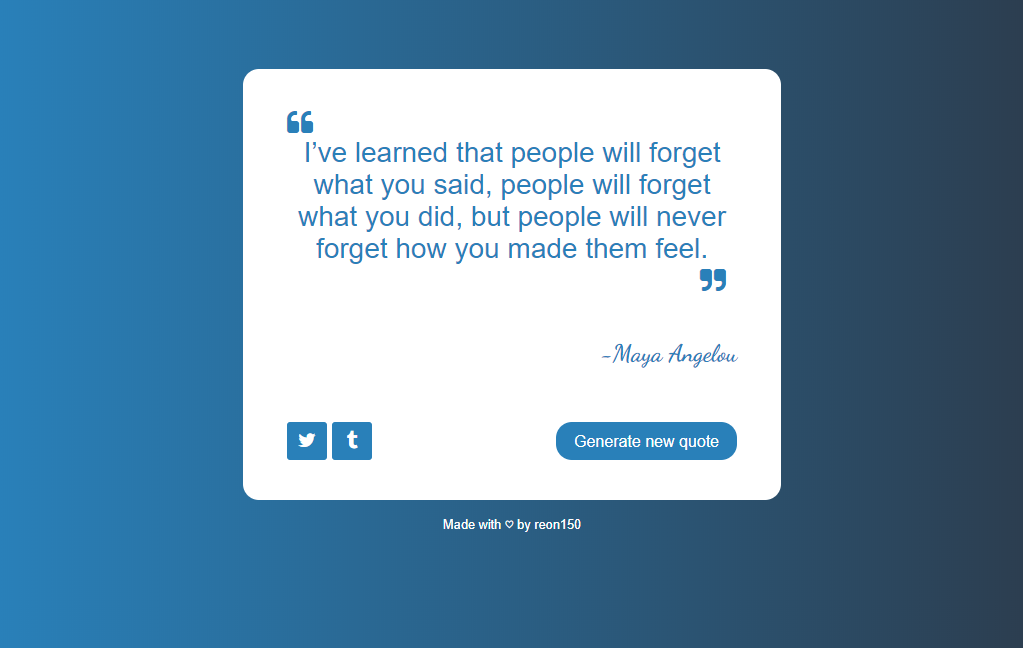 ❝
I’ve learned that people will forget
what you said, people will forget
what you did, but people will never
forget how you made them feel.
❞
-Maya Angelou
Generate new quote
Made with ♡ by reon150